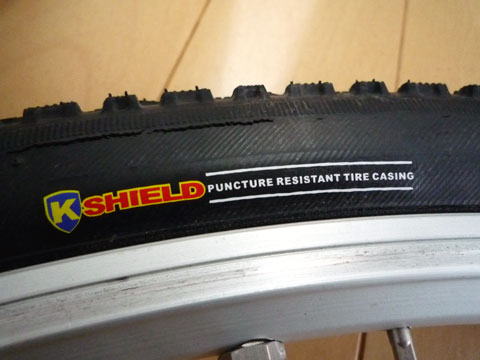 K SHIELD PUNCTURE RESISTANT TIRE CASING